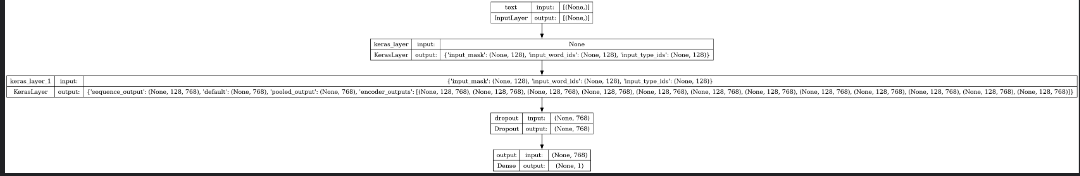 text input: [(None,)]
InputLayer output: [(None,)]
keras_layer input: None
KerasLayer output: {'input_mask': (None, 128), 'input_word_ids': (None, 128), 'input_type_ids': (None, 128)}
keras_layer_1 input: {'input_mask': (None, 128), 'input_word_ids': (None, 128), 'input_type_ids': (None, 128)}
KerasLayer output: {'sequence_output': (None, 128, 768), 'default': (None, 768), 'pooled_output': (None, 768), 'encoder_outputs': [(None, 128, 768), (None, 128, 768), (None, 128, 768), (None, 128, 768), (None, 128, 768), (None, 128, 768), (None, 128, 768), (None, 128, 768), (None, 128, 768), (None, 128, 768), (None, 128, 768), (None, 128, 768)]}
dropout input: (None, 768)
Dropout output: (None, 768)
output input: (None, 768)
Dense output: (None, 1)